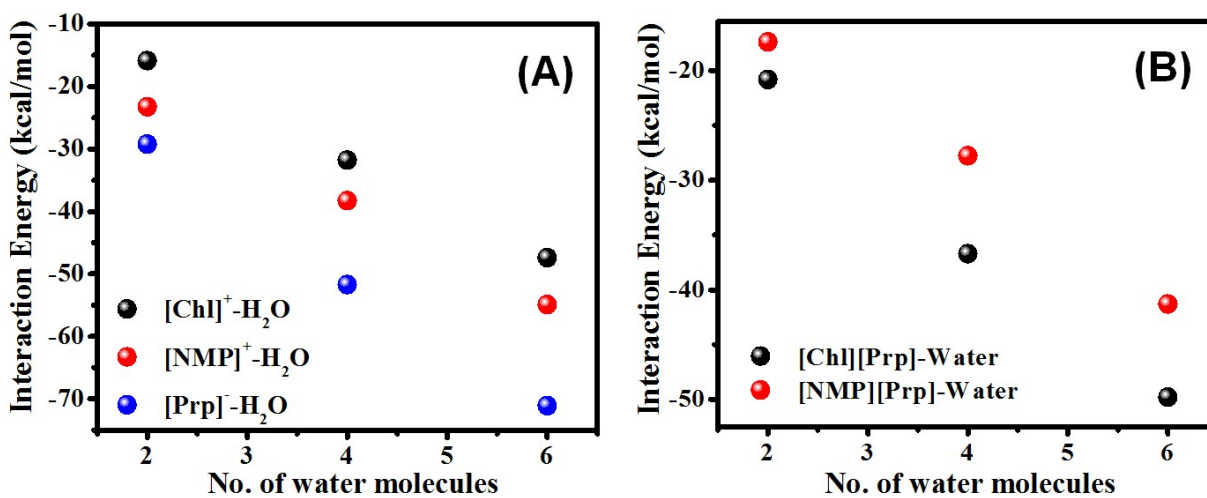 Interaction Energy (kcal/mol)
-10
-20
-30
-40
-50
-60
-70
(A)
[Chl]⁺-H₂O
[NMP]⁺-H₂O
[Prp]⁻-H₂O
2 3 4 5 6
No. of water molecules
Interaction Energy (kcal/mol)
-20
-30
-40
-50
(B)
[Chl][Prp]-Water
[NMP][Prp]-Water
2 3 4 5 6
No. of water molecules